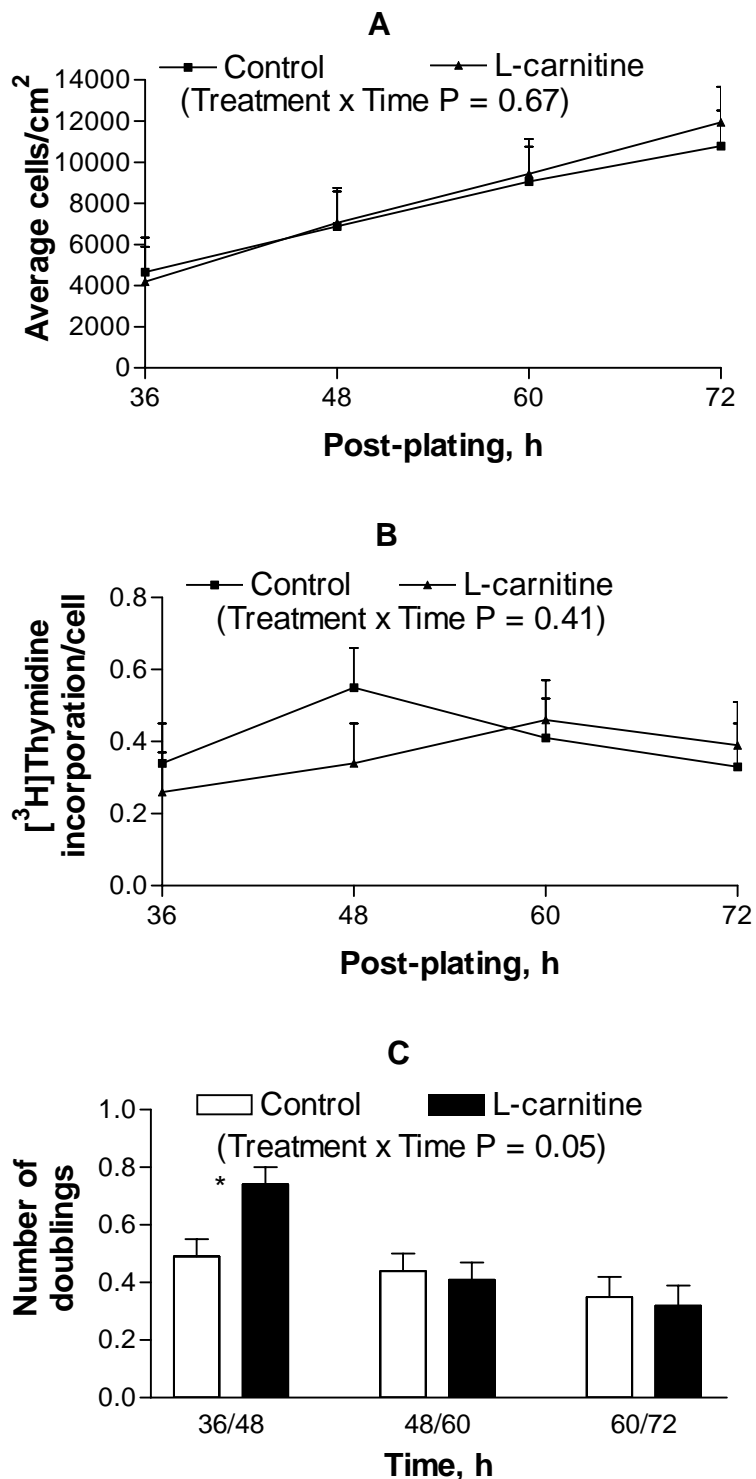 A
Control L-carnitine
(Treatment x Time P = 0.67)
Average cells/cm²
14000
12000
10000
8000
6000
4000
2000
0
36 48 60 72
Post-plating, h
B
Control L-carnitine
(Treatment x Time P = 0.41)
[³H]Thymidine
incorporation/cell
0.8
0.6
0.4
0.2
0.0
36 48 60 72
Post-plating, h
C
Control L-carnitine
(Treatment x Time P = 0.05)
Number of
doublings
1.0
0.8
0.6
0.4
0.2
0.0
*
36/48 48/60 60/72
Time, h